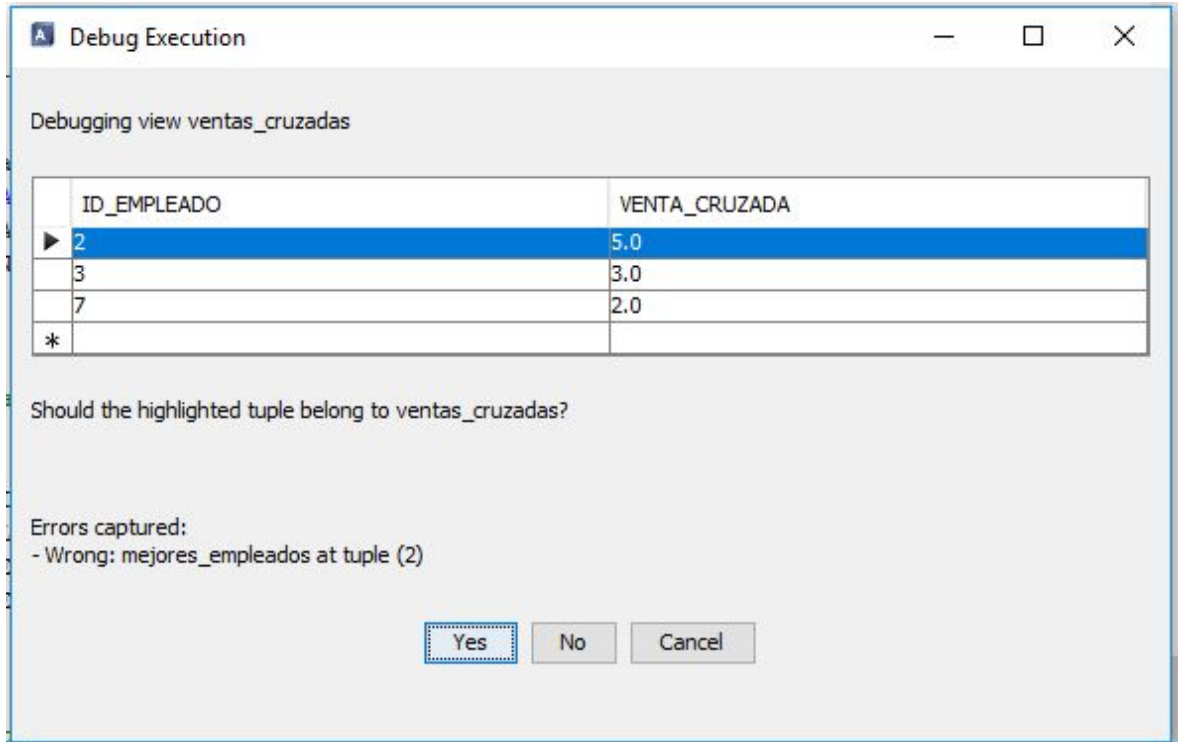 Debug Execution
Debugging view ventas_cruzadas
ID_EMPLEADO VENTA_CRUZADA
2 5.0
3 3.0
7 2.0
*
Should the highlighted tuple belong to ventas_cruzadas?
Errors captured:
- Wrong: mejores_empleados at tuple (2)
Yes No Cancel